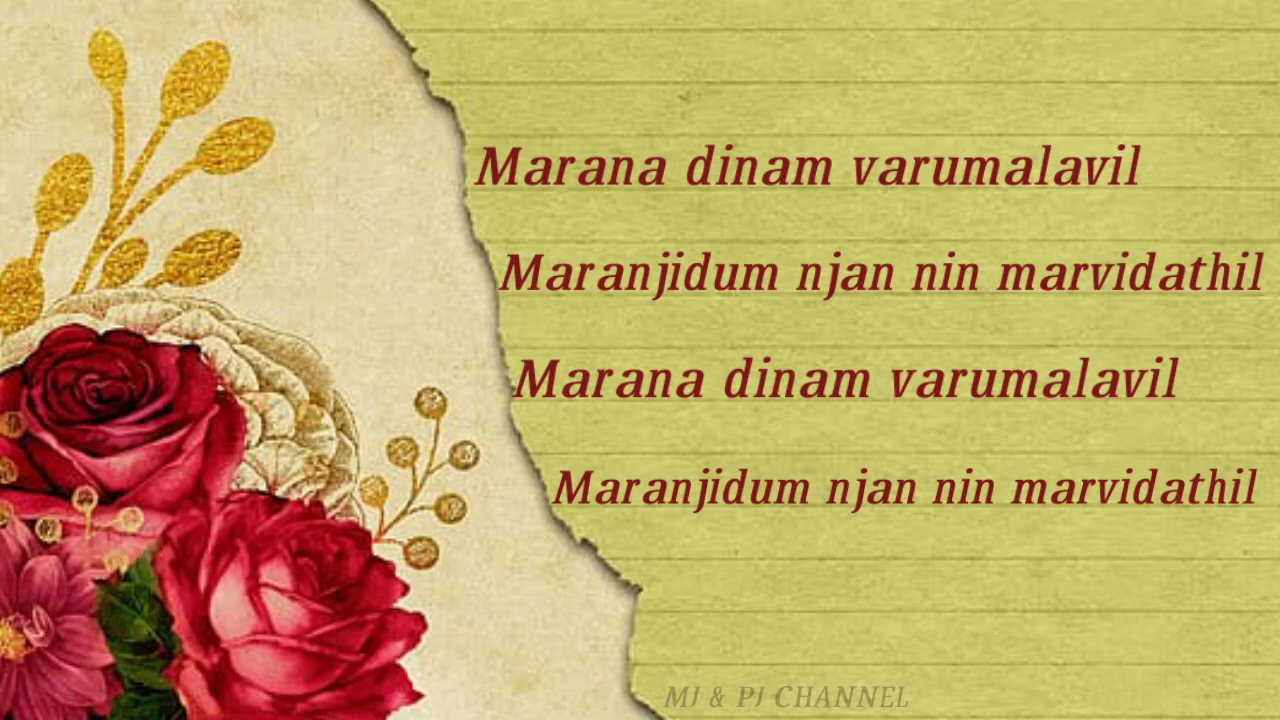 Marana dinam varumalavil
Maranjidum njan nin marvidathil
Marana dinam varumalavil
Maranjidum njan nin marvidathil
MJ & PJ CHANNEL